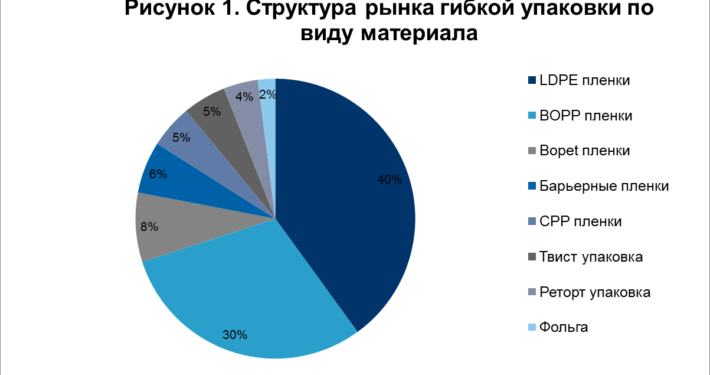 Рисунок 1. Структура рынка гибкой упаковки по
виду материала
2%
4%
5%
5%
6%
8%
30%
40%
LDPE пленки
BOPP пленки
Bopet пленки
Барьерные пленки
CPP пленки
Твист упаковка
Реторт упаковка
Фольга